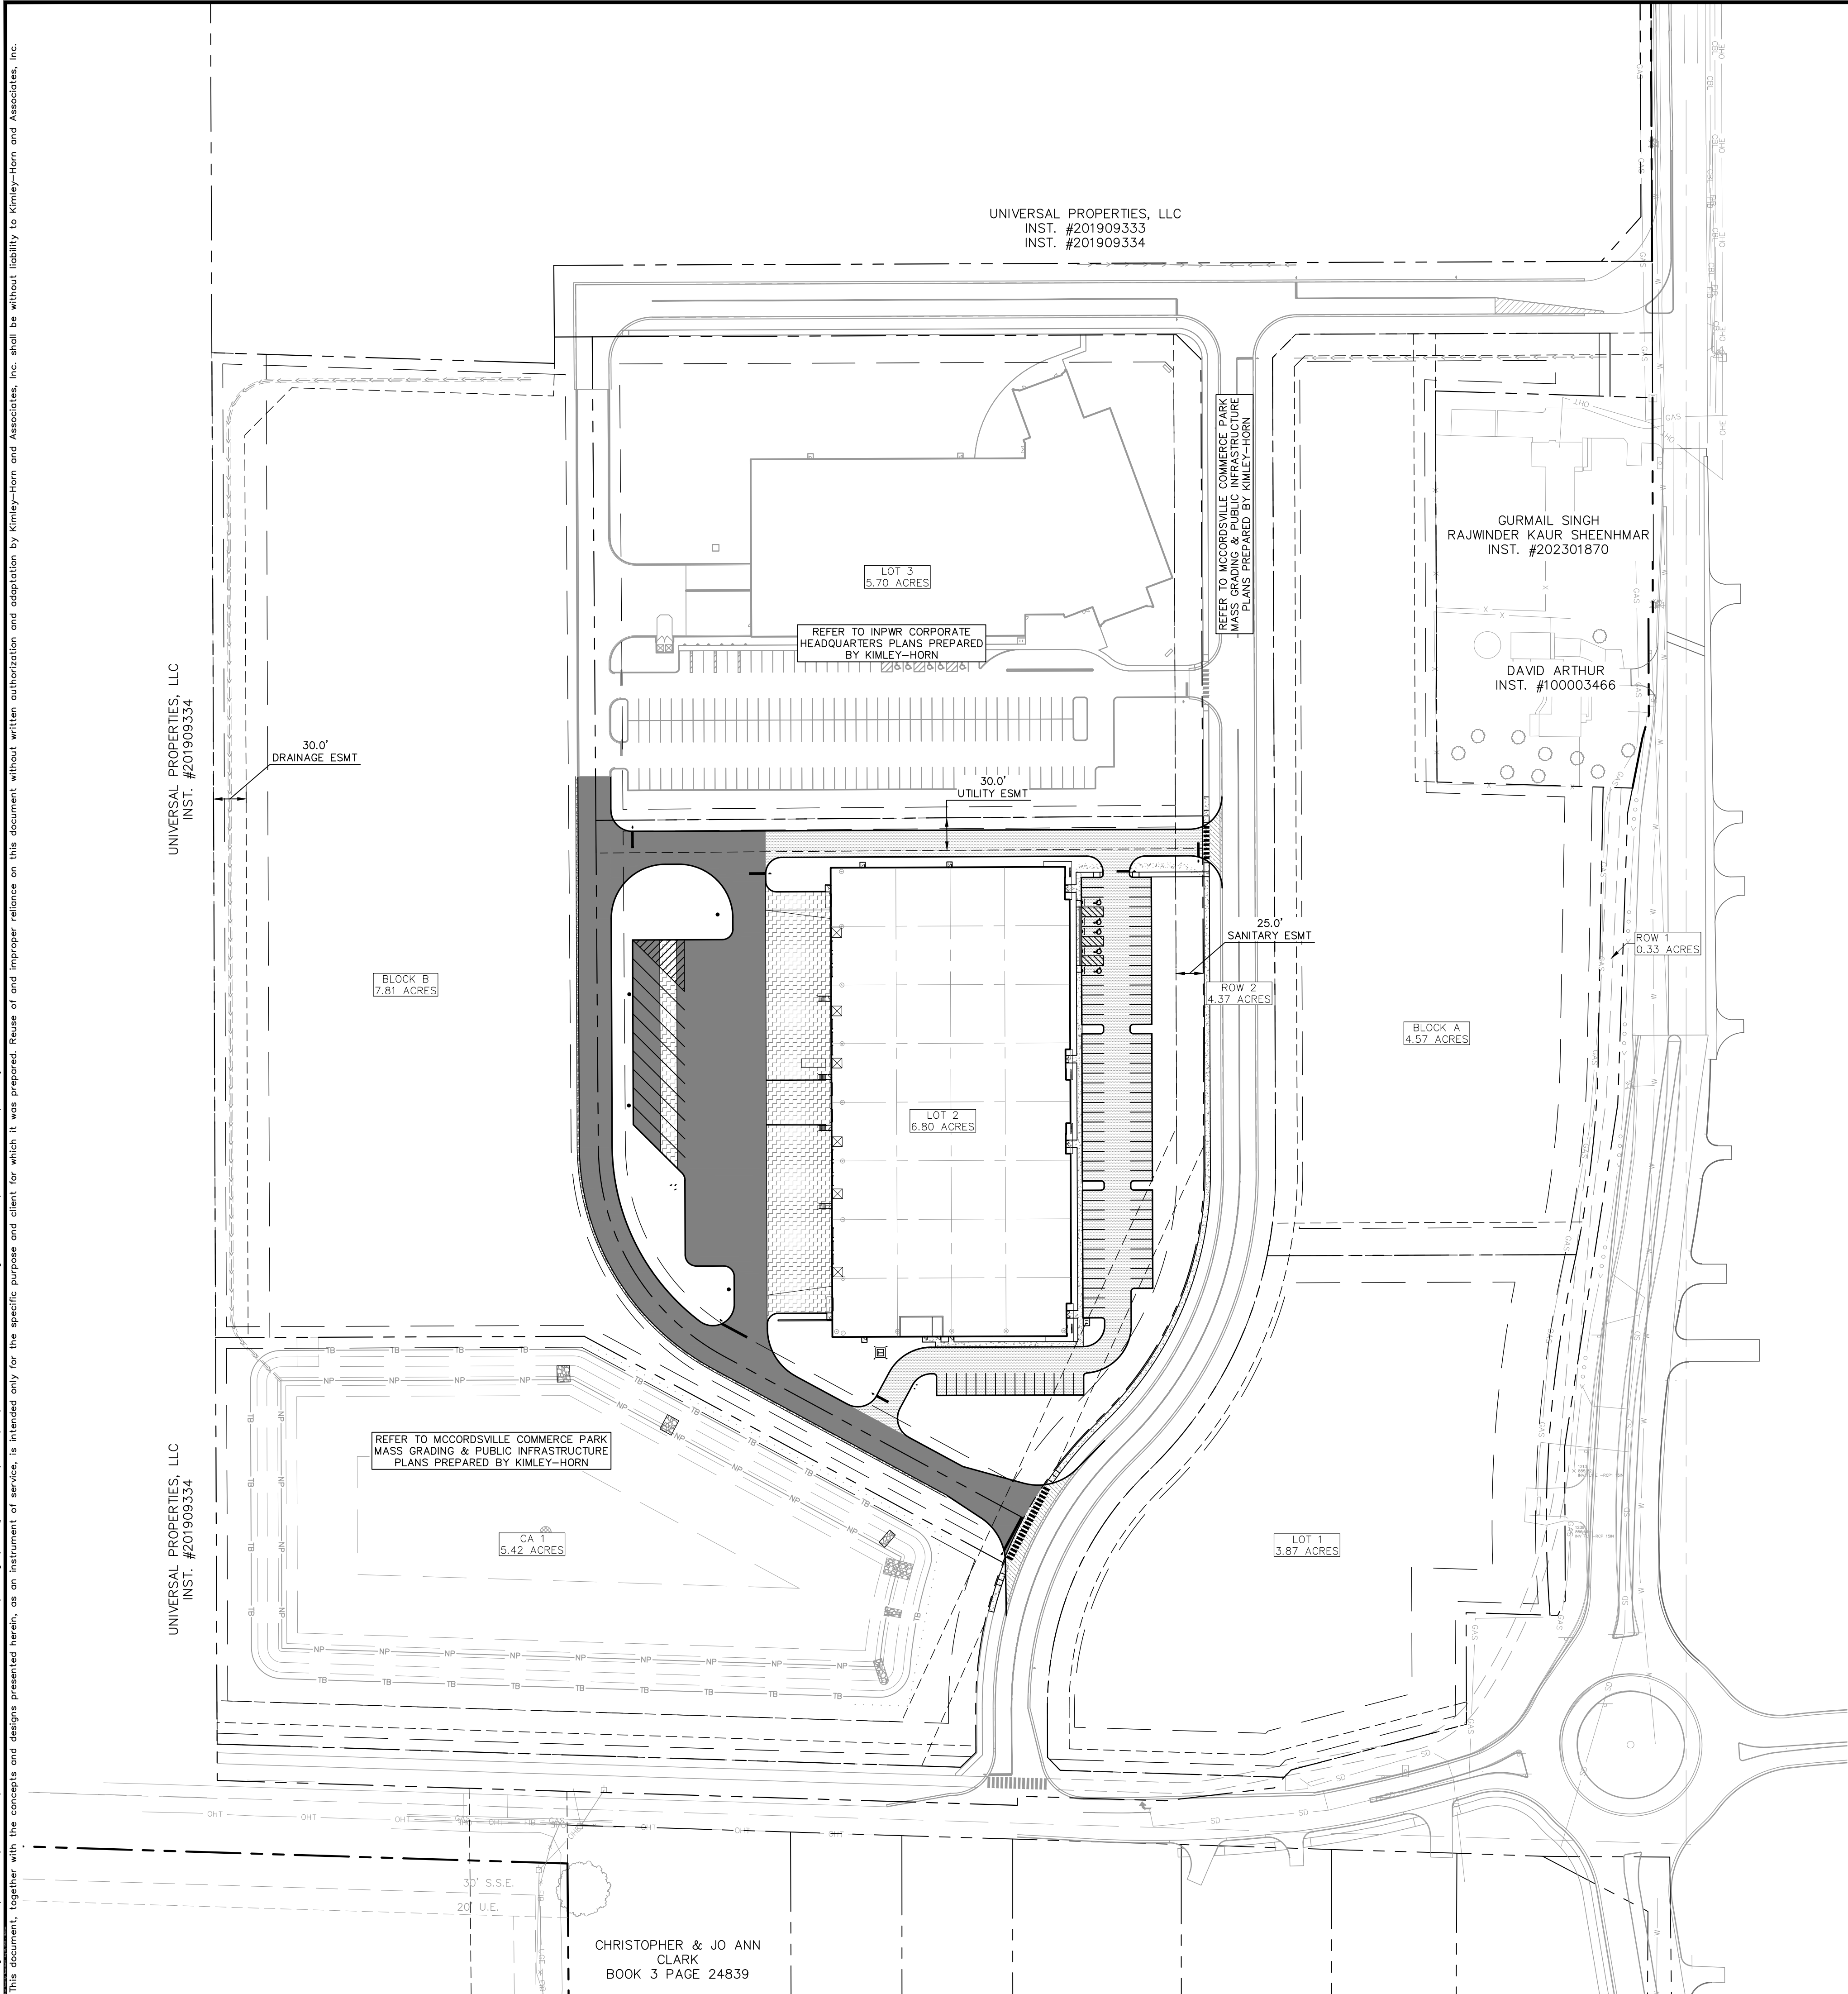 This document, together with the concepts and designs presented herein, as an instrument of service, is intended only for the specific purpose and client for which it was prepared. Reuse of and improper reliance on this document without written authorization and adaptation by Kimley-Horn and Associates, Inc. shall be without liability to Kimley-Horn and Associates, Inc.
UNIVERSAL PROPERTIES, LLC
INST. #201909333
INST. #201909334
REFER TO MCCORDSVILLE COMMERCE PARK
MASS GRADING & PUBLIC INFRASTRUCTURE
PLANS PREPARED BY KIMLEY-HORN
GURMAIL SINGH
RAJWINDER KAUR SHEENHMAR
INST. #202301870
LOT 3
5.70 ACRES
REFER TO INPWR CORPORATE
HEADQUARTERS PLANS PREPARED
BY KIMLEY-HORN
DAVID ARTHUR
INST. #100003466
UNIVERSAL PROPERTIES, LLC
INST. #201909334
30.0'
DRAINAGE ESMT
30.0'
UTILITY ESMT
25.0'
SANITARY ESMT
ROW 1
0.33 ACRES
BLOCK B
7.81 ACRES
ROW 2
4.37 ACRES
BLOCK A
4.57 ACRES
LOT 2
6.80 ACRES
REFER TO MCCORDSVILLE COMMERCE PARK
MASS GRADING & PUBLIC INFRASTRUCTURE
PLANS PREPARED BY KIMLEY-HORN
UNIVERSAL PROPERTIES, LLC
INST. #201909334
CA 1
5.42 ACRES
LOT 1
3.87 ACRES
30' S.S.E.
20' U.E.
CHRISTOPHER & JO ANN
CLARK
BOOK 3 PAGE 24839